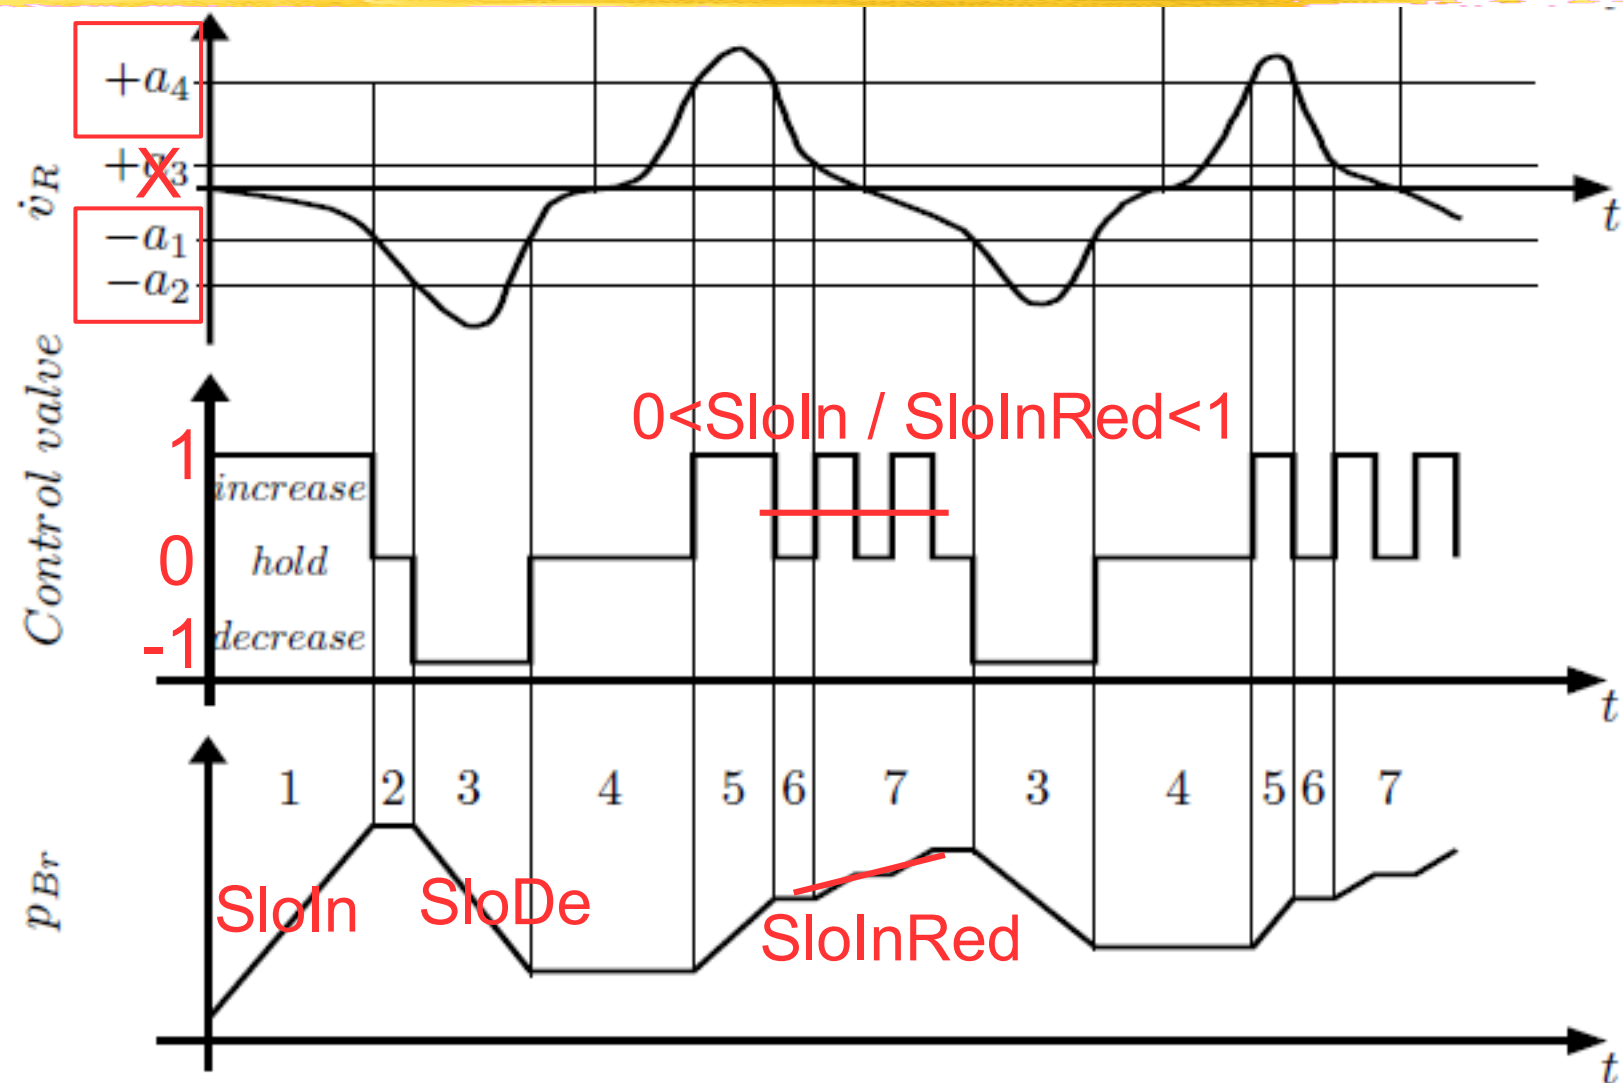 +a4
+a3
X
v̇R
−a1
−a2
t
Control valve
0<SloIn / SloInRed<1
1
increase
0
hold
-1
decrease
t
1 2 3 4 5 6 7 3 4 5 6 7
pBr
SloIn
SloDe
SloInRed
t